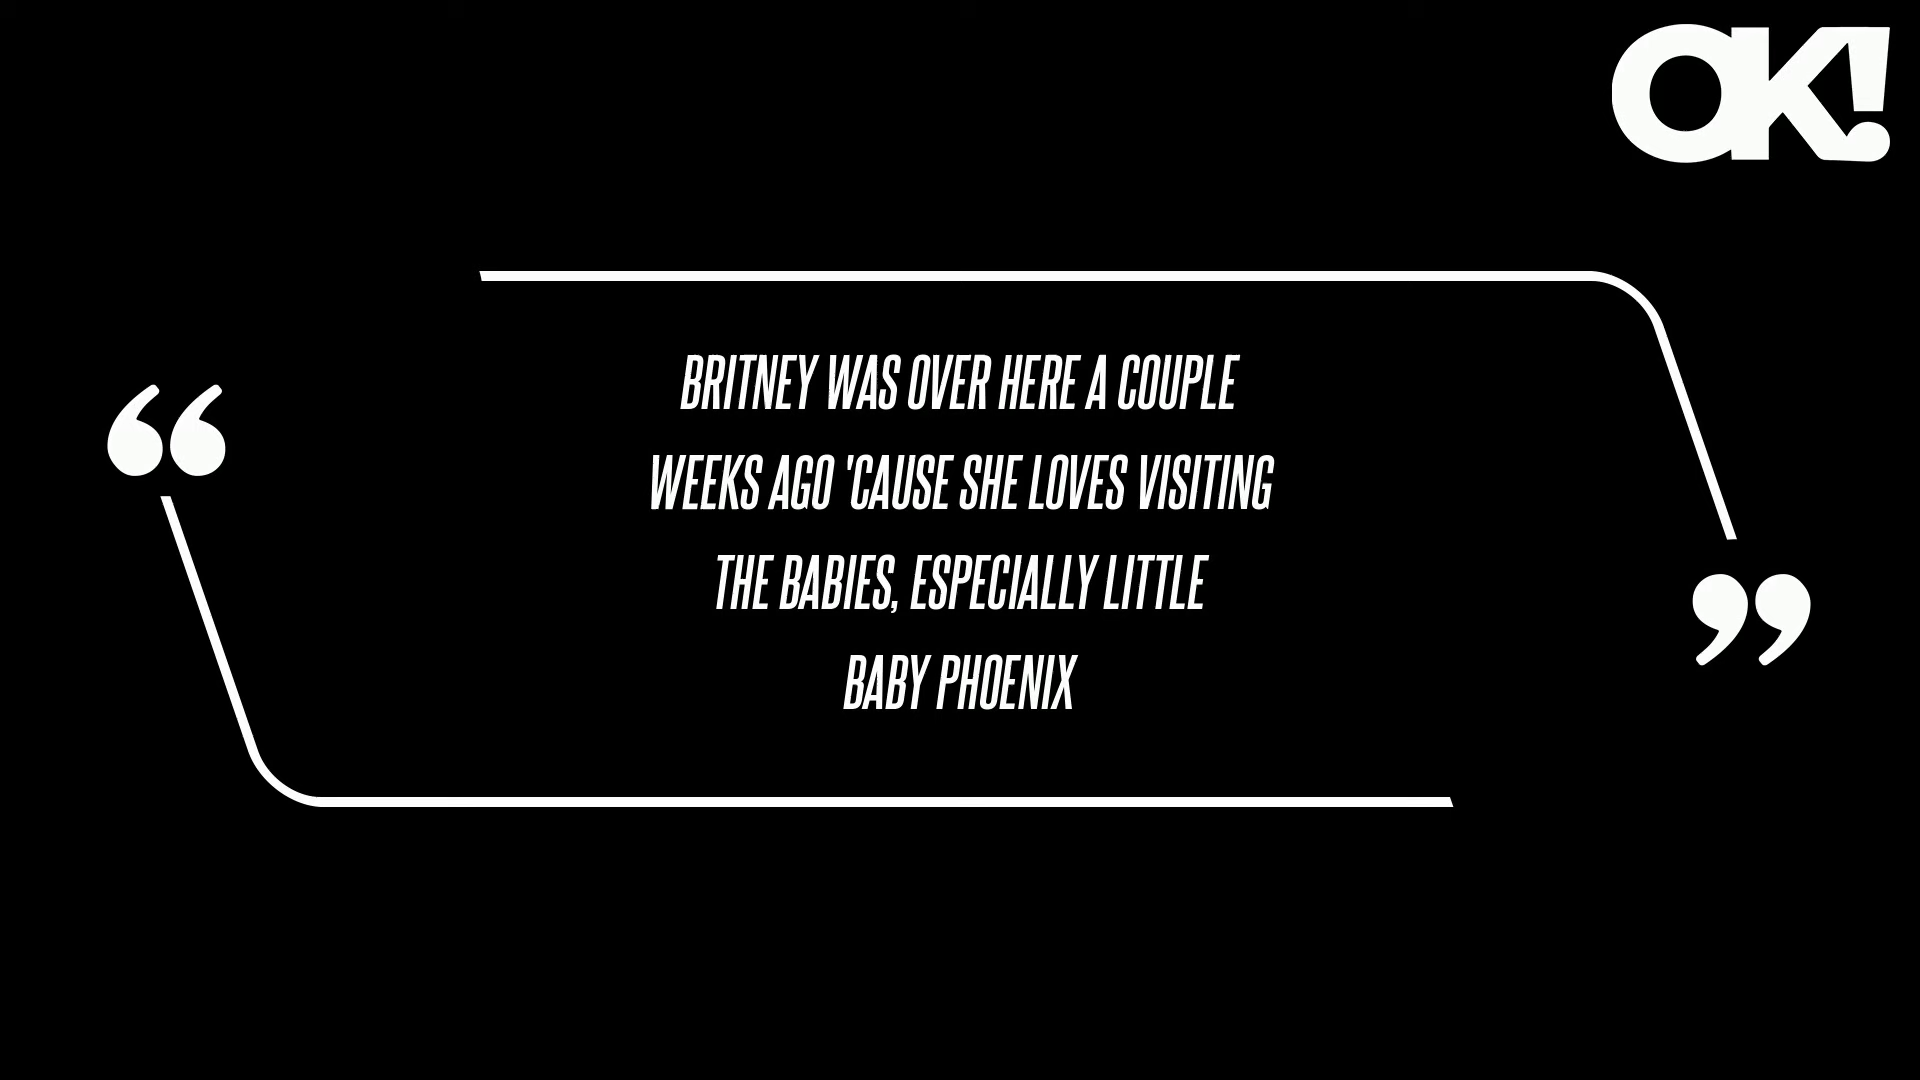 OK!
BRITNEY WAS OVER HERE A COUPLE
WEEKS AGO 'CAUSE SHE LOVES VISITING
THE BABIES, ESPECIALLY LITTLE
BABY PHOENIX